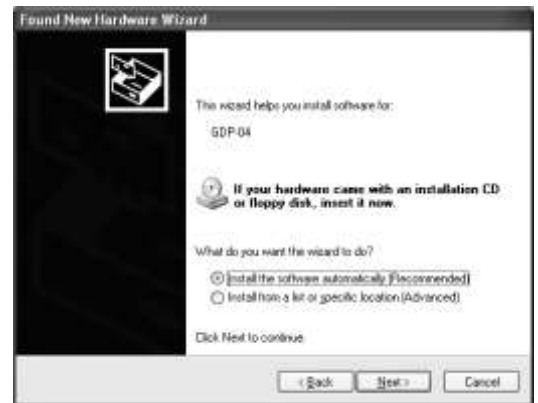 Found New Hardware Wizard
This wizard helps you install software for:
GDP-04
If your hardware came with an installation CD
or floppy disk, insert it now.
What do you want the wizard to do?
Install the software automatically (Recommended)
Install from a list or specific location (Advanced)
Click Next to continue.
< Back Next > Cancel